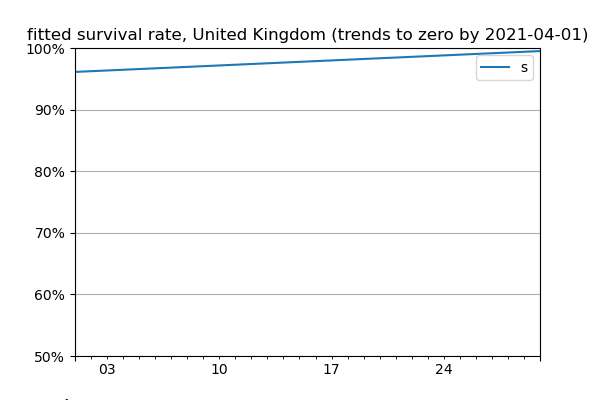 fitted survival rate, United Kingdom (trends to zero by 2021-04-01)
100%
s
90%
80%
70%
60%
50%
03 10 17 24